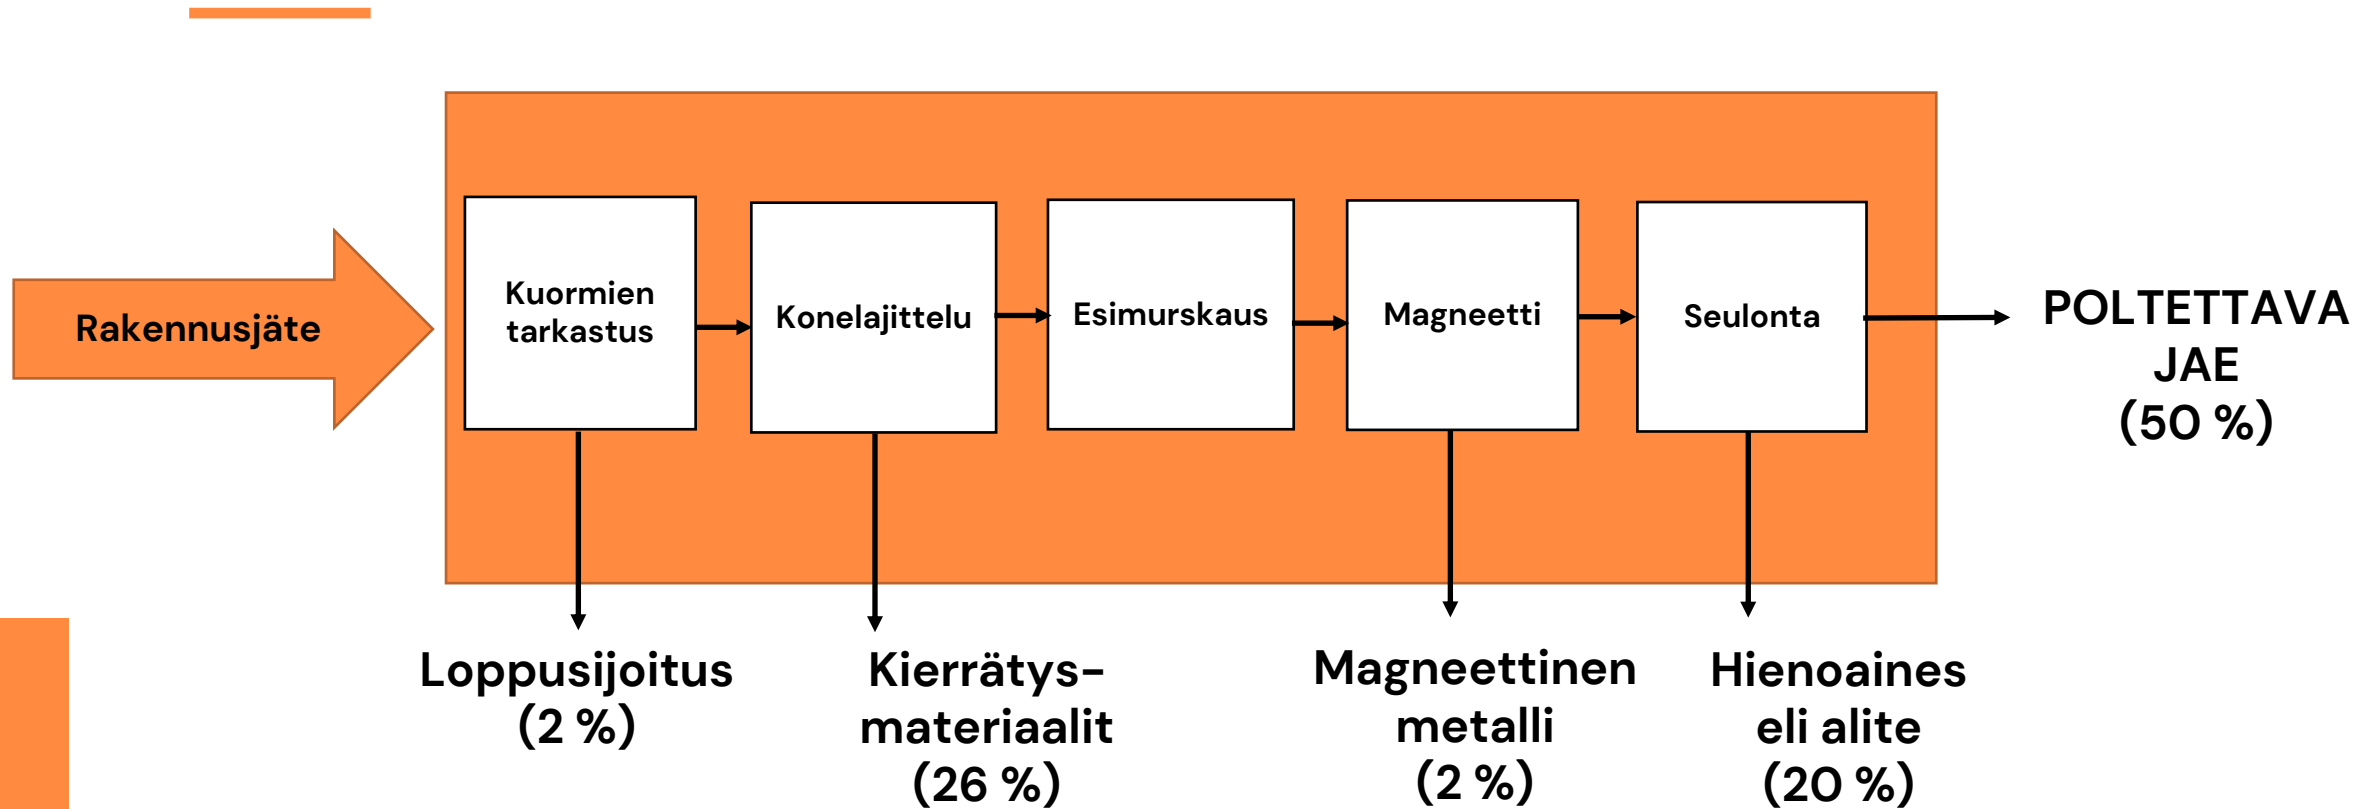 Rakennusjäte
Kuormien
tarkastus
Konelajittelu
Esimurskaus
Magneetti
Seulonta
POLTETTAVA
JAE
(50 %)
Loppusijoitus
(2 %)
Kierrätys-
materiaalit
(26 %)
Magneettinen
metalli
(2 %)
Hienoaines
eli alite
(20 %)